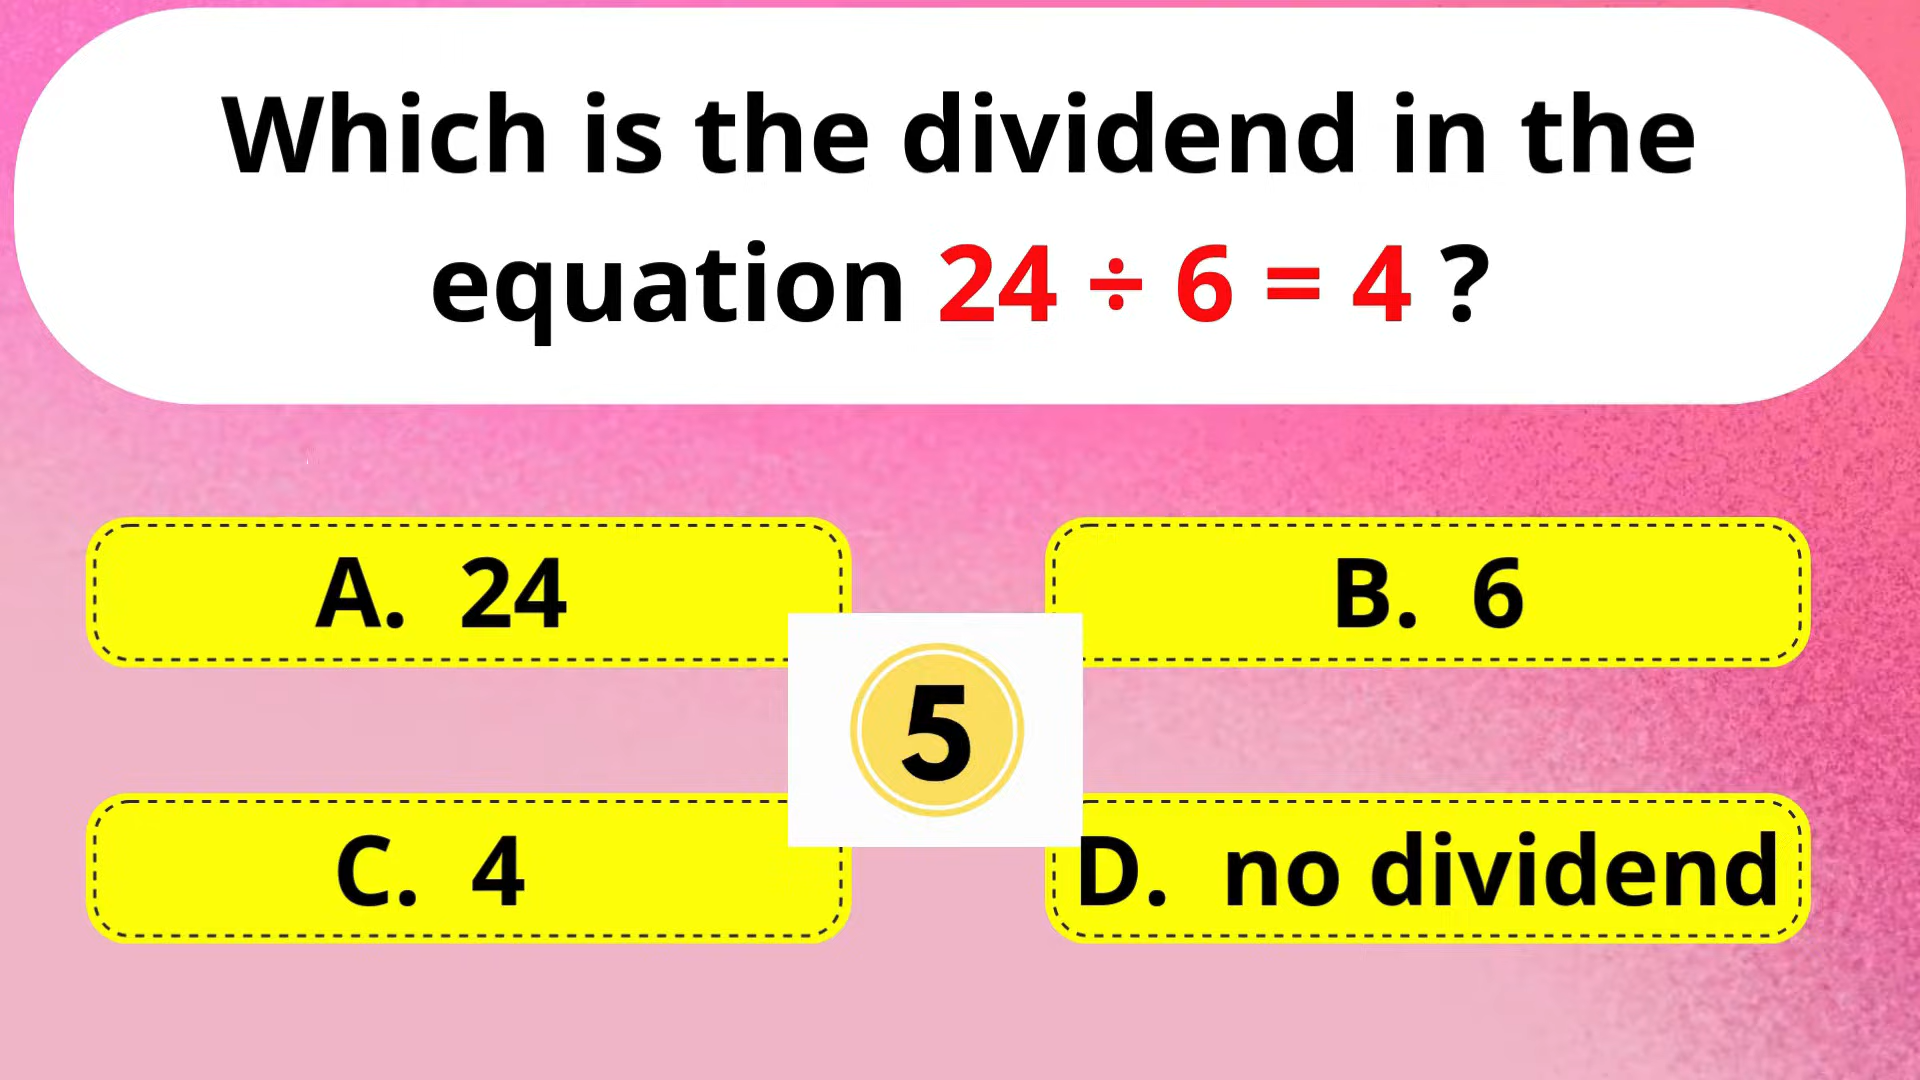 Which is the dividend in the
equation 24 ÷ 6 = 4 ?
A. 24
B. 6
5
C. 4
D. no dividend